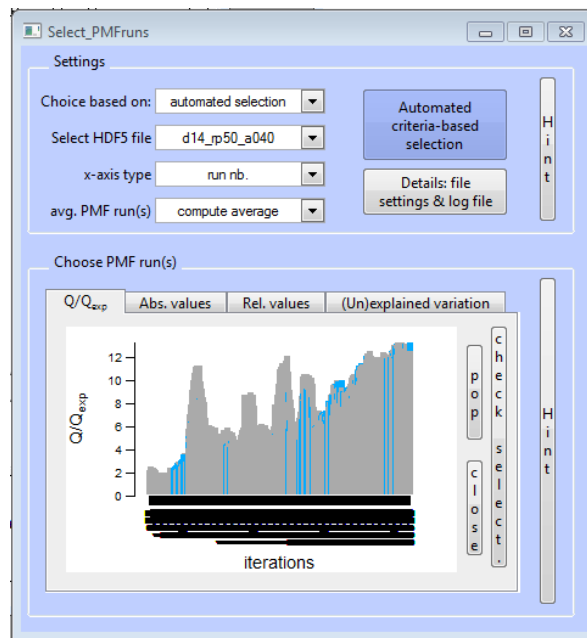 Select_PMFruns
Settings
Choice based on: automated selection
Select HDF5 file d14_rp50_a040
x-axis type run nb.
avg. PMF run(s) compute average
Automated
criteria-based
selection
Details: file
settings & log file
Hint
Choose PMF run(s)
Q/Qexp Abs. values Rel. values (Un)explained variation
Q/Qexp
12
10
8
6
4
2
0
iterations
pop
close
check select.
Hint